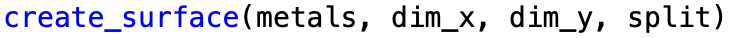 create_surface(metals, dim_x, dim_y, split)